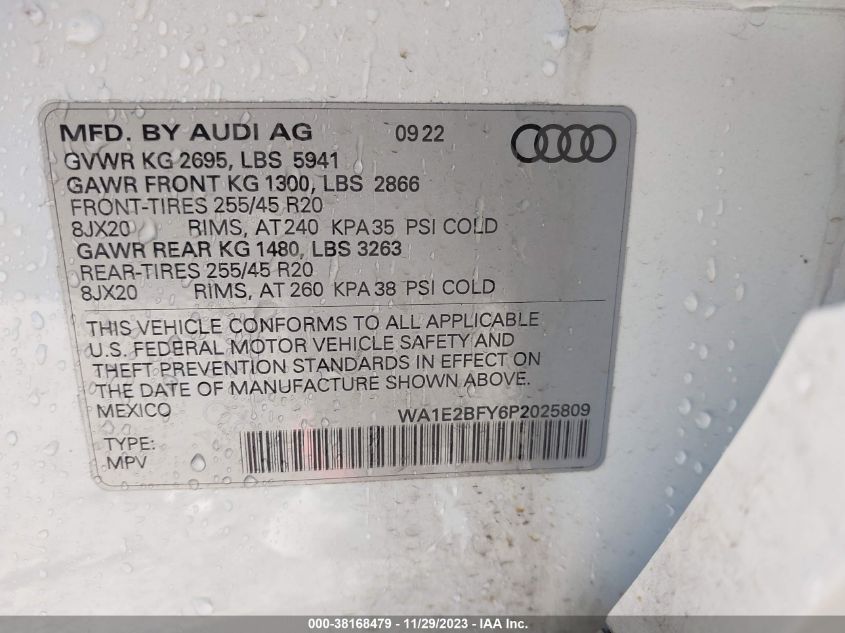 MFD. BY AUDI AG 09 22
GVWR KG 2695, LBS 5941
GAWR FRONT KG 1300, LBS 2866
FRONT-TIRES 255/45 R20
8JX20 RIMS, AT 240 KPA 35 PSI COLD
GAWR REAR KG 1480, LBS 3263
REAR-TIRES 255/45 R20
8JX20 RIMS, AT 260 KPA 38 PSI COLD
THIS VEHICLE CONFORMS TO ALL APPLICABLE
U.S. FEDERAL MOTOR VEHICLE SAFETY AND
THEFT PREVENTION STANDARDS IN EFFECT ON
THE DATE OF MANUFACTURE SHOWN ABOVE.
MEXICO WA1E2BFY6P2025809
TYPE:
MPV
000-38168479 - 11/29/2023 - IAA Inc.